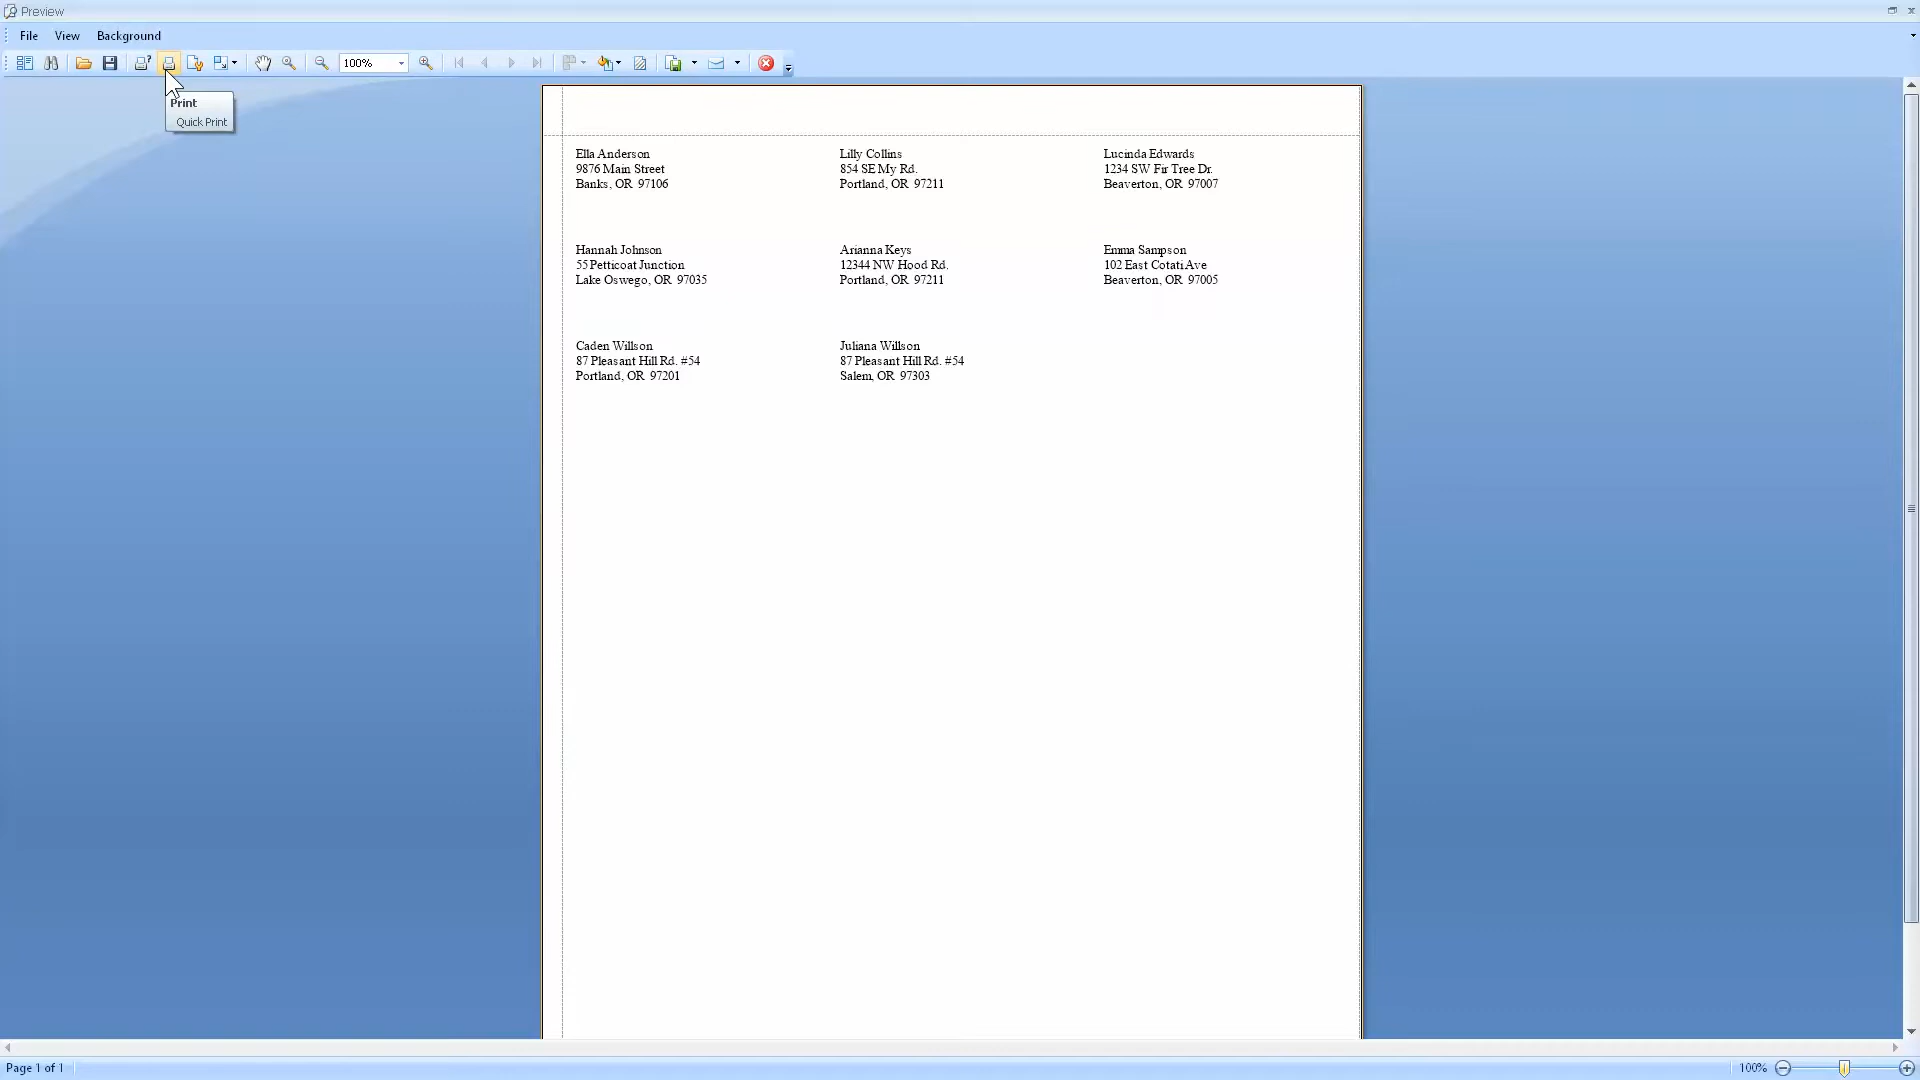 Preview
File View Background
100%
Print
Quick Print
Ella Anderson
9876 Main Street
Banks, OR 97106
Lilly Collins
854 SE My Rd.
Portland, OR 97211
Lucinda Edwards
1234 SW Fir Tree Dr.
Beaverton, OR 97007
Hannah Johnson
55 Petticoat Junction
Lake Oswego, OR 97035
Arianna Keys
12344 NW Hood Rd.
Portland, OR 97211
Emma Sampson
102 East Cotati Ave
Beaverton, OR 97005
Caden Willson
87 Pleasant Hill Rd. #54
Portland, OR 97201
Juliana Willson
87 Pleasant Hill Rd. #54
Salem, OR 97303
Page 1 of 1
100%